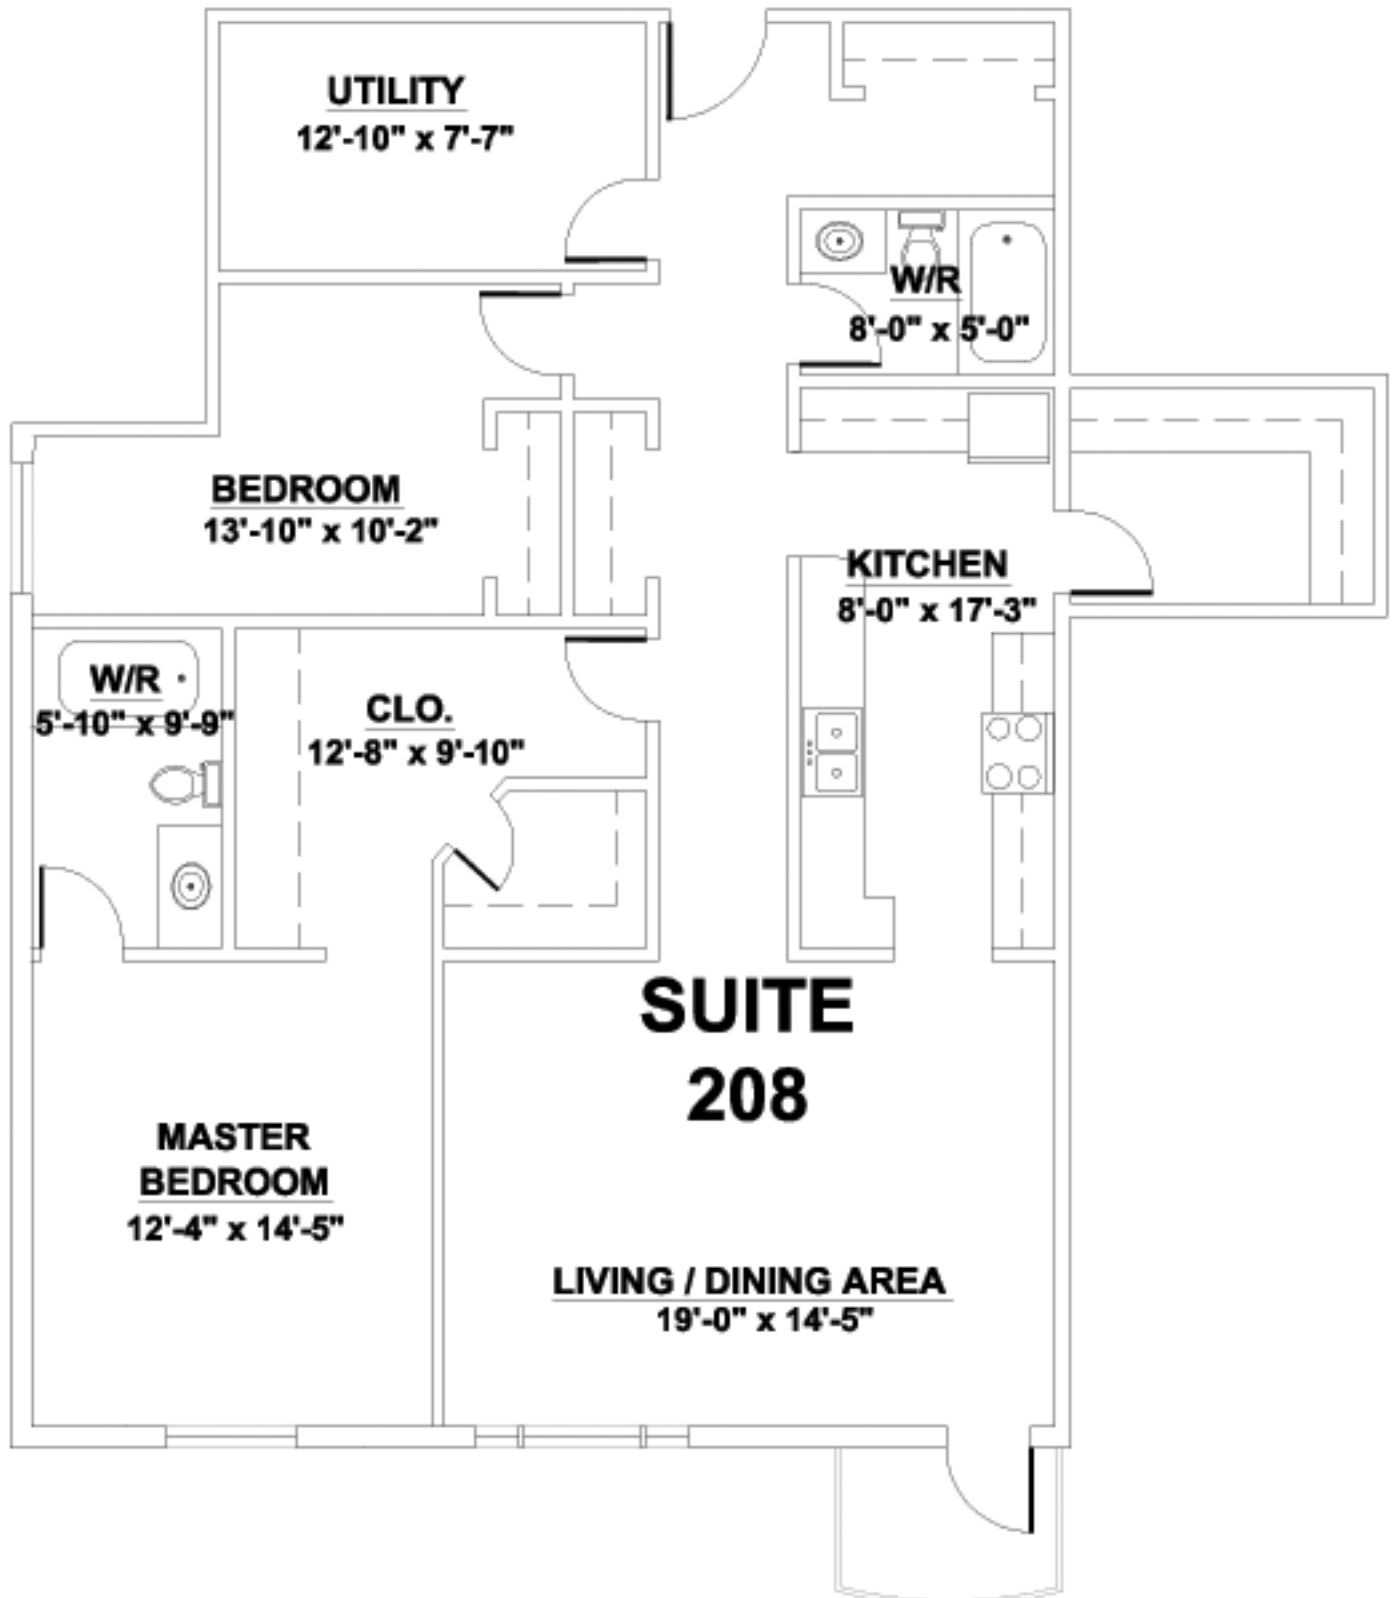 UTILITY
12'-10" x 7'-7"
W/R
8'-0" x 5'-0"
BEDROOM
13'-10" x 10'-2"
KITCHEN
8'-0" x 17'-3"
W/R
5'-10" x 9'-9"
CLO.
12'-8" x 9'-10"
SUITE
208
MASTER
BEDROOM
12'-4" x 14'-5"
LIVING / DINING AREA
19'-0" x 14'-5"